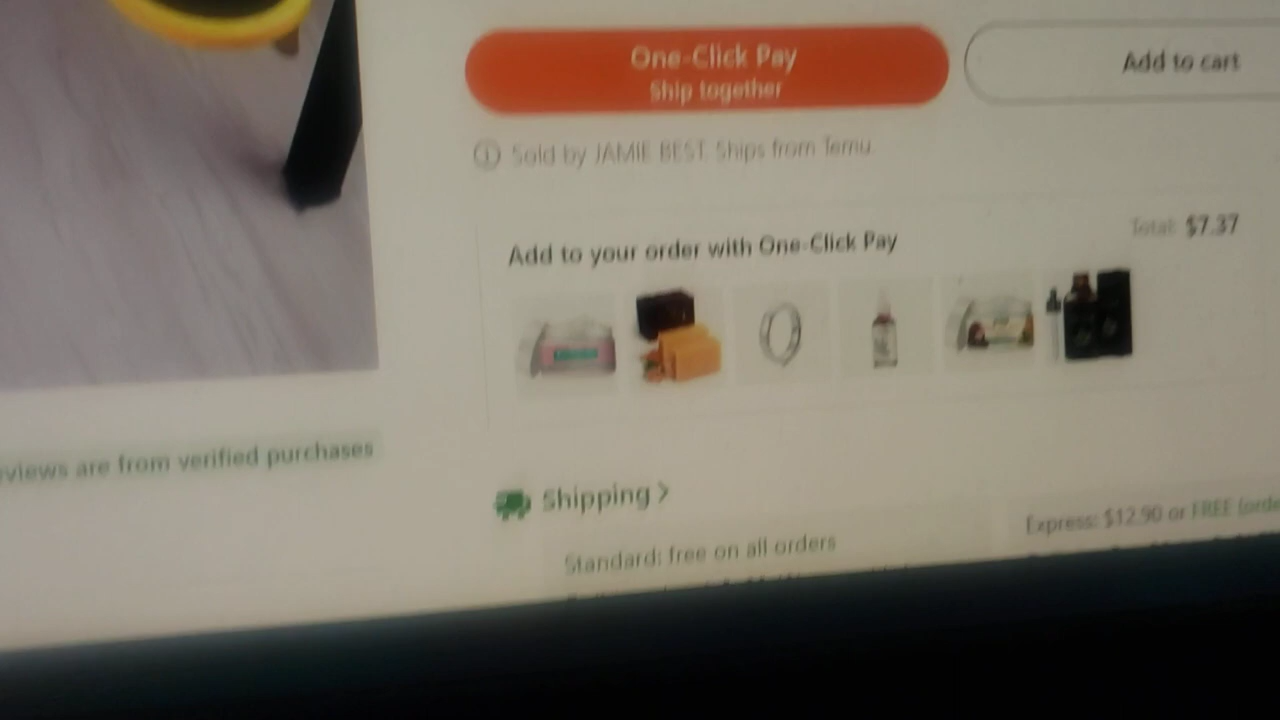 One-Click Pay
Ship together
Add to cart
Sold by JAMIE BEST. Ships from Temu.
Add to your order with One-Click Pay
Total: $7.37
views are from verified purchases
Shipping >
Standard: free on all orders
Express: $12.90 or FREE